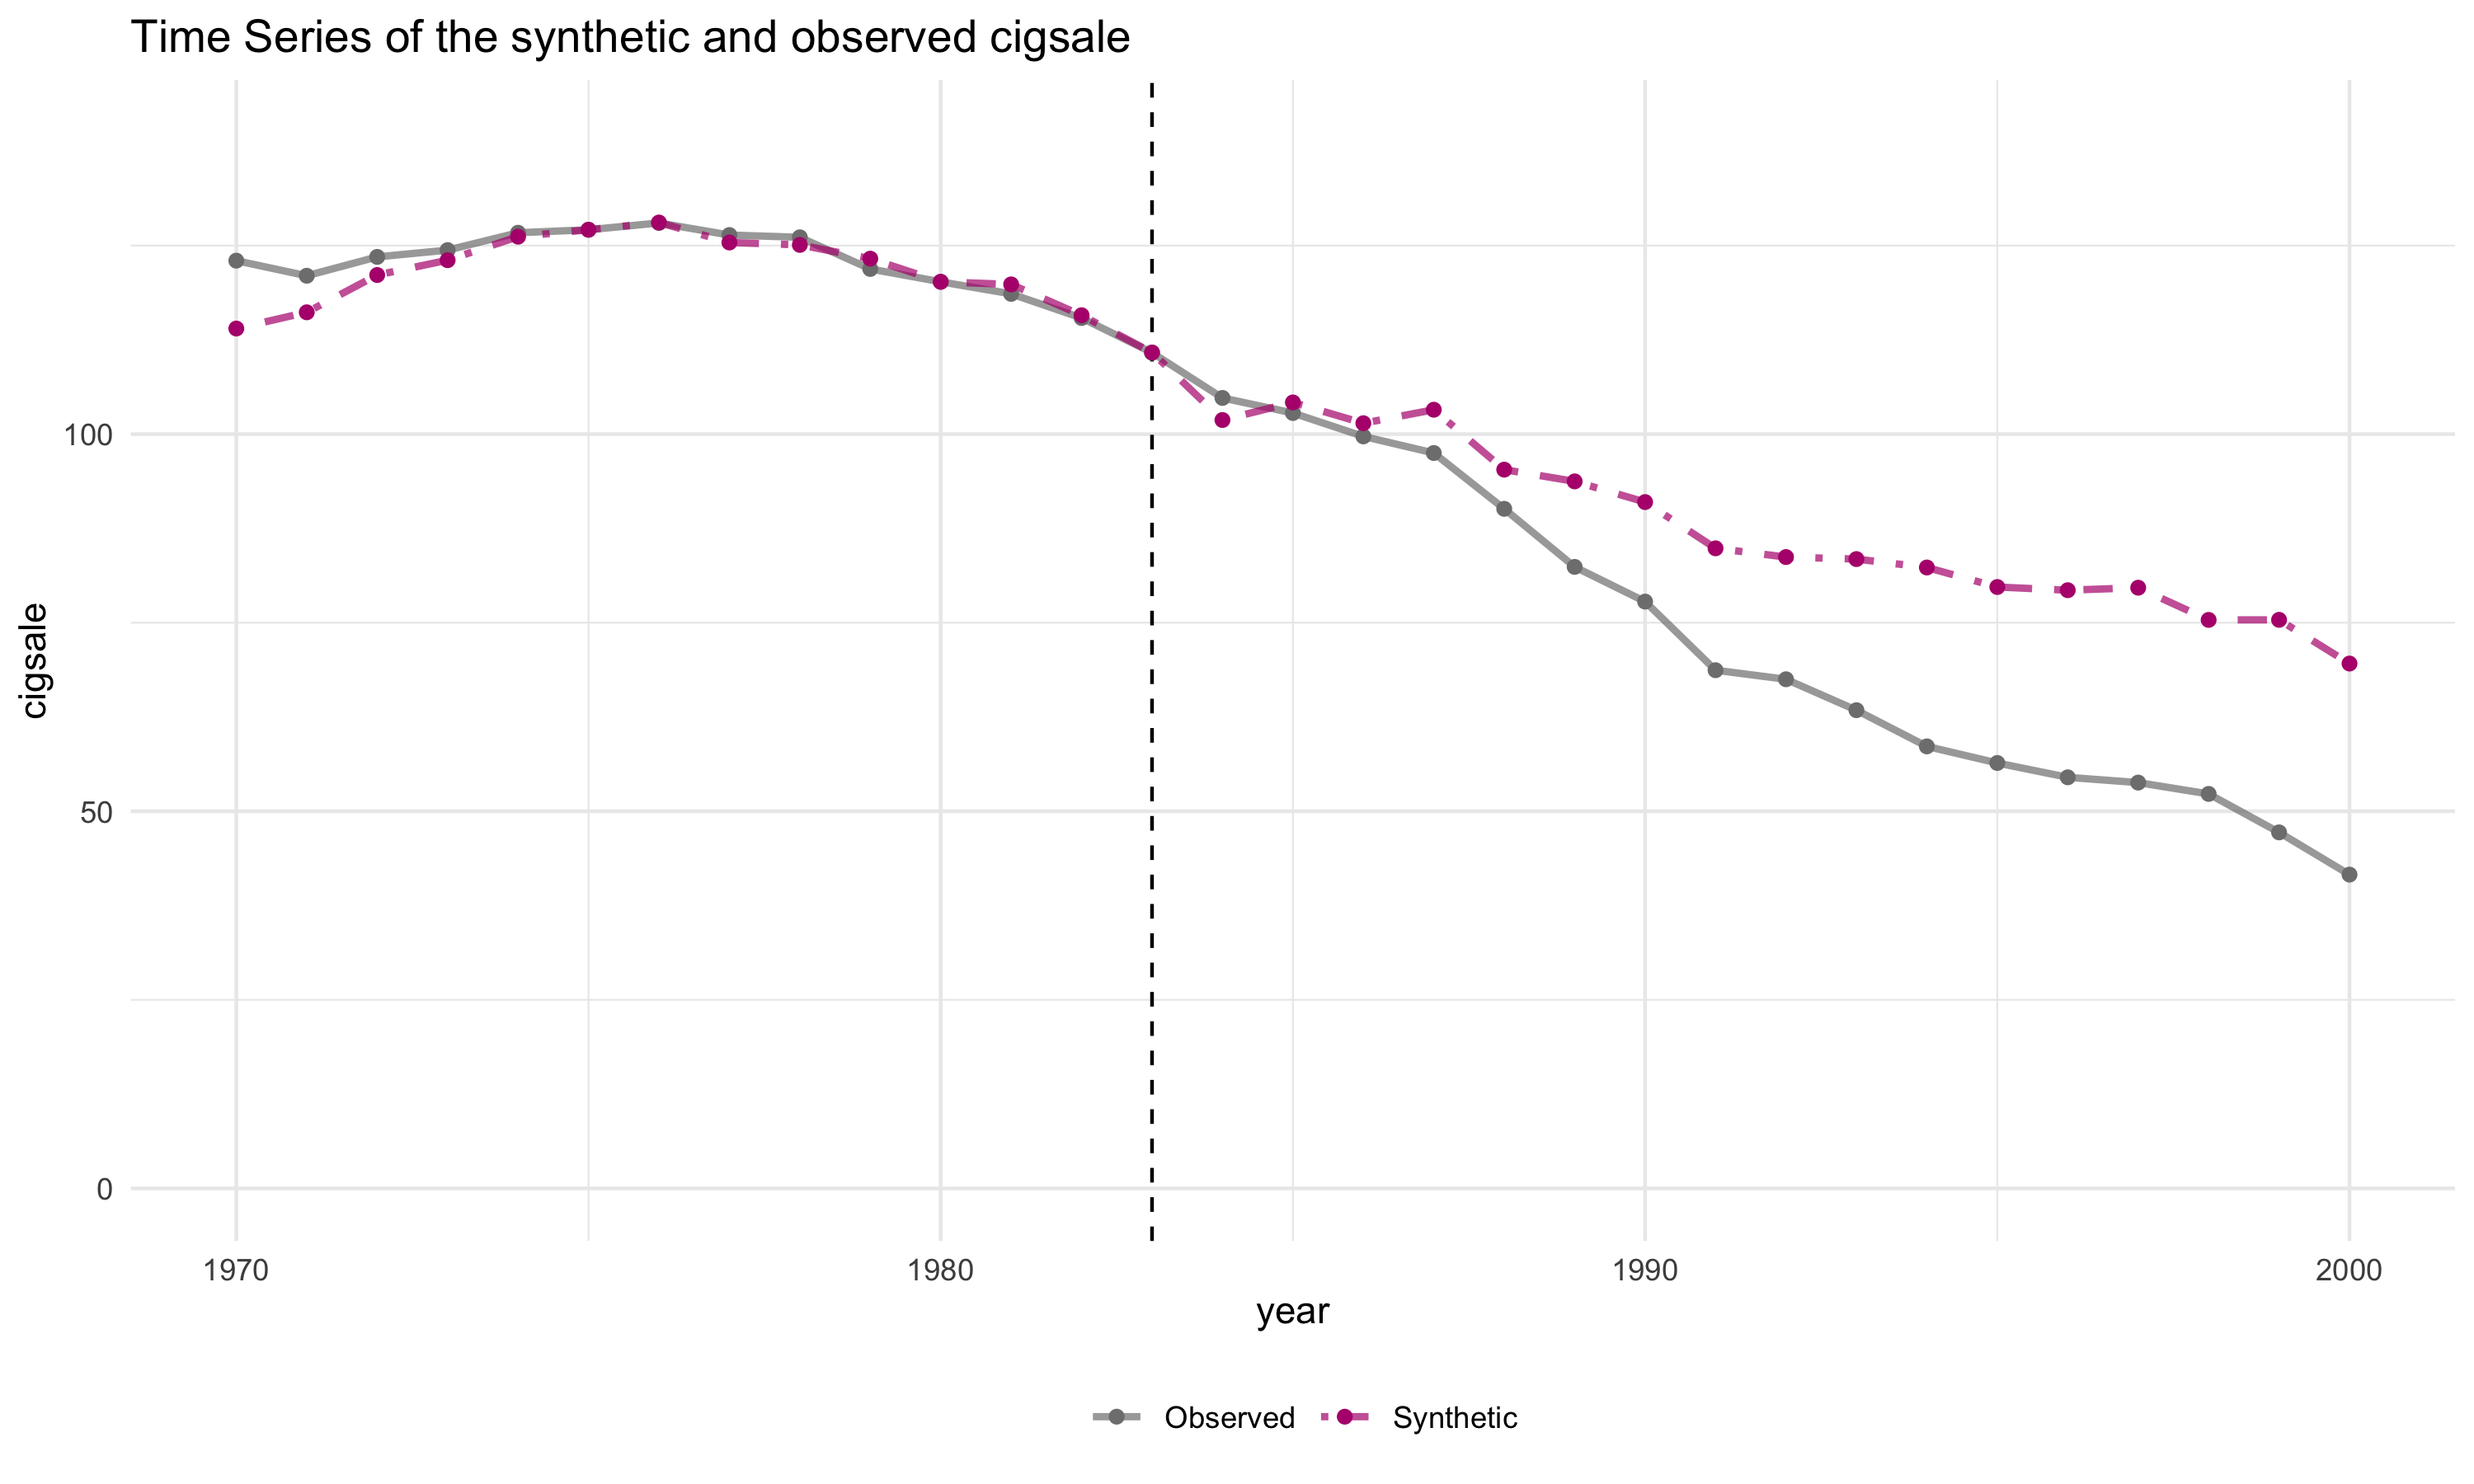 Time Series of the synthetic and observed cigsale
cigsale
100
50
0
1970 1980 1990 2000
year
Observed Synthetic